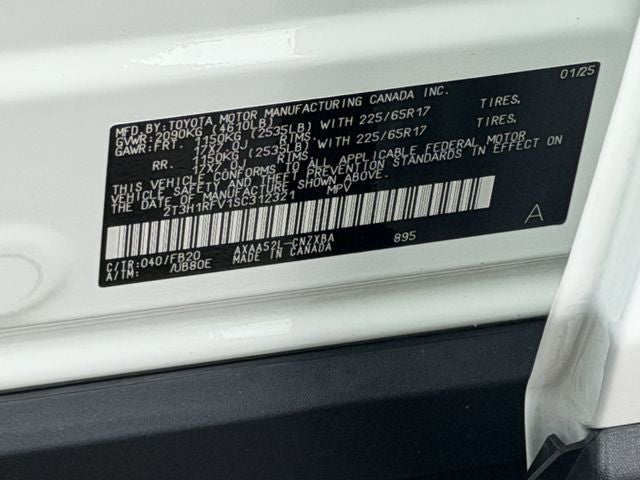 MFD. BY:TOYOTA MOTOR MANUFACTURING CANADA INC. 01/25
GVWR: 2090KG (4610LB)
GAWR:FRT. 1150KG (2535LB) WITH 225/65R17 TIRES,
17X7.0J RIMS.
RR. 1150KG (2535LB) WITH 225/65R17 TIRES,
17X7.0J RIMS.
THIS VEHICLE CONFORMS TO ALL APPLICABLE FEDERAL MOTOR
VEHICLE SAFETY AND THEFT PREVENTION STANDARDS IN EFFECT ON
THE DATE OF MANUFACTURE SHOWN ABOVE.
MPV
A
C/TR:040/FB20 AXAA52L-CNZXBA 895
A/TM: /UB80E MADE IN CANADA